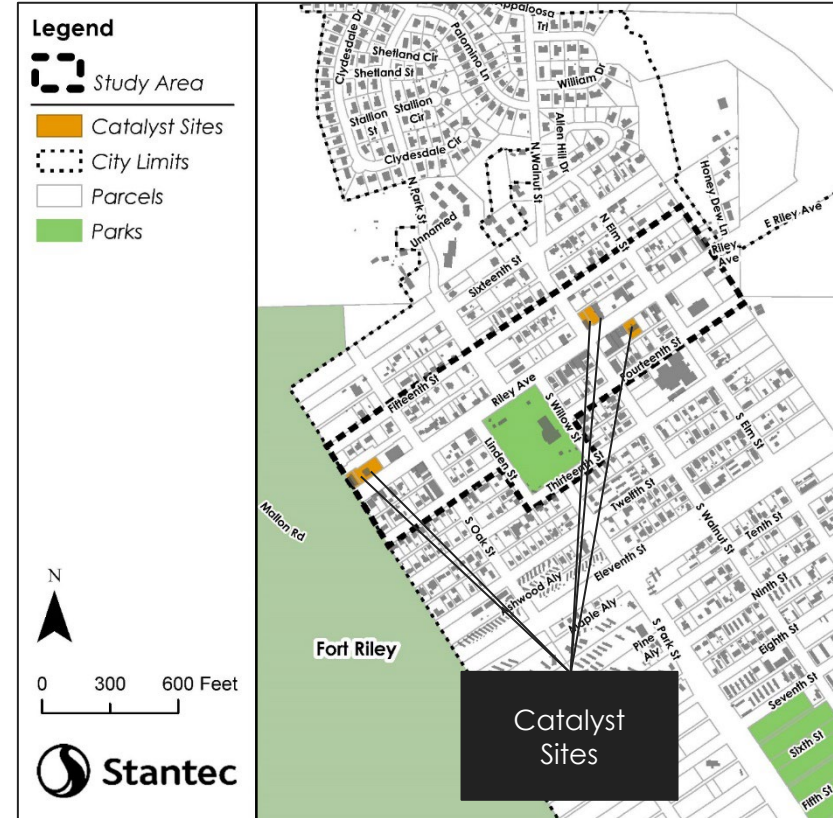 Legend
Study Area
Catalyst Sites
City Limits
Parcels
Parks
N
0 300 600 Feet
Stantec
Appaloosa
Trl
Clydesdale Cir
Shetland Cir
Shetland St
Palomino Ln
William Dr
Stallion
St
Stallion
Cir
Allen Hill Dr
Clydesdale Cir
N Walnut St
N Park St
Unnamed
Honey Dew Ln
E Riley Ave
Riley
Ave
N Elm St
Sixteenth St
Fifteenth St
Fourteenth St
Riley Ave
S Willow St
Linden St
Thirteenth St
S Elm St
Mallon Rd
S Oak St
Twelfth St
S Walnut St
Tenth St
Eleventh St
Ashwood Aly
Ninth St
Maple Aly
S Park St
Pine
Aly
Eighth St
Fort Riley
Seventh St
Sixth St
Fifth St
Catalyst
Sites